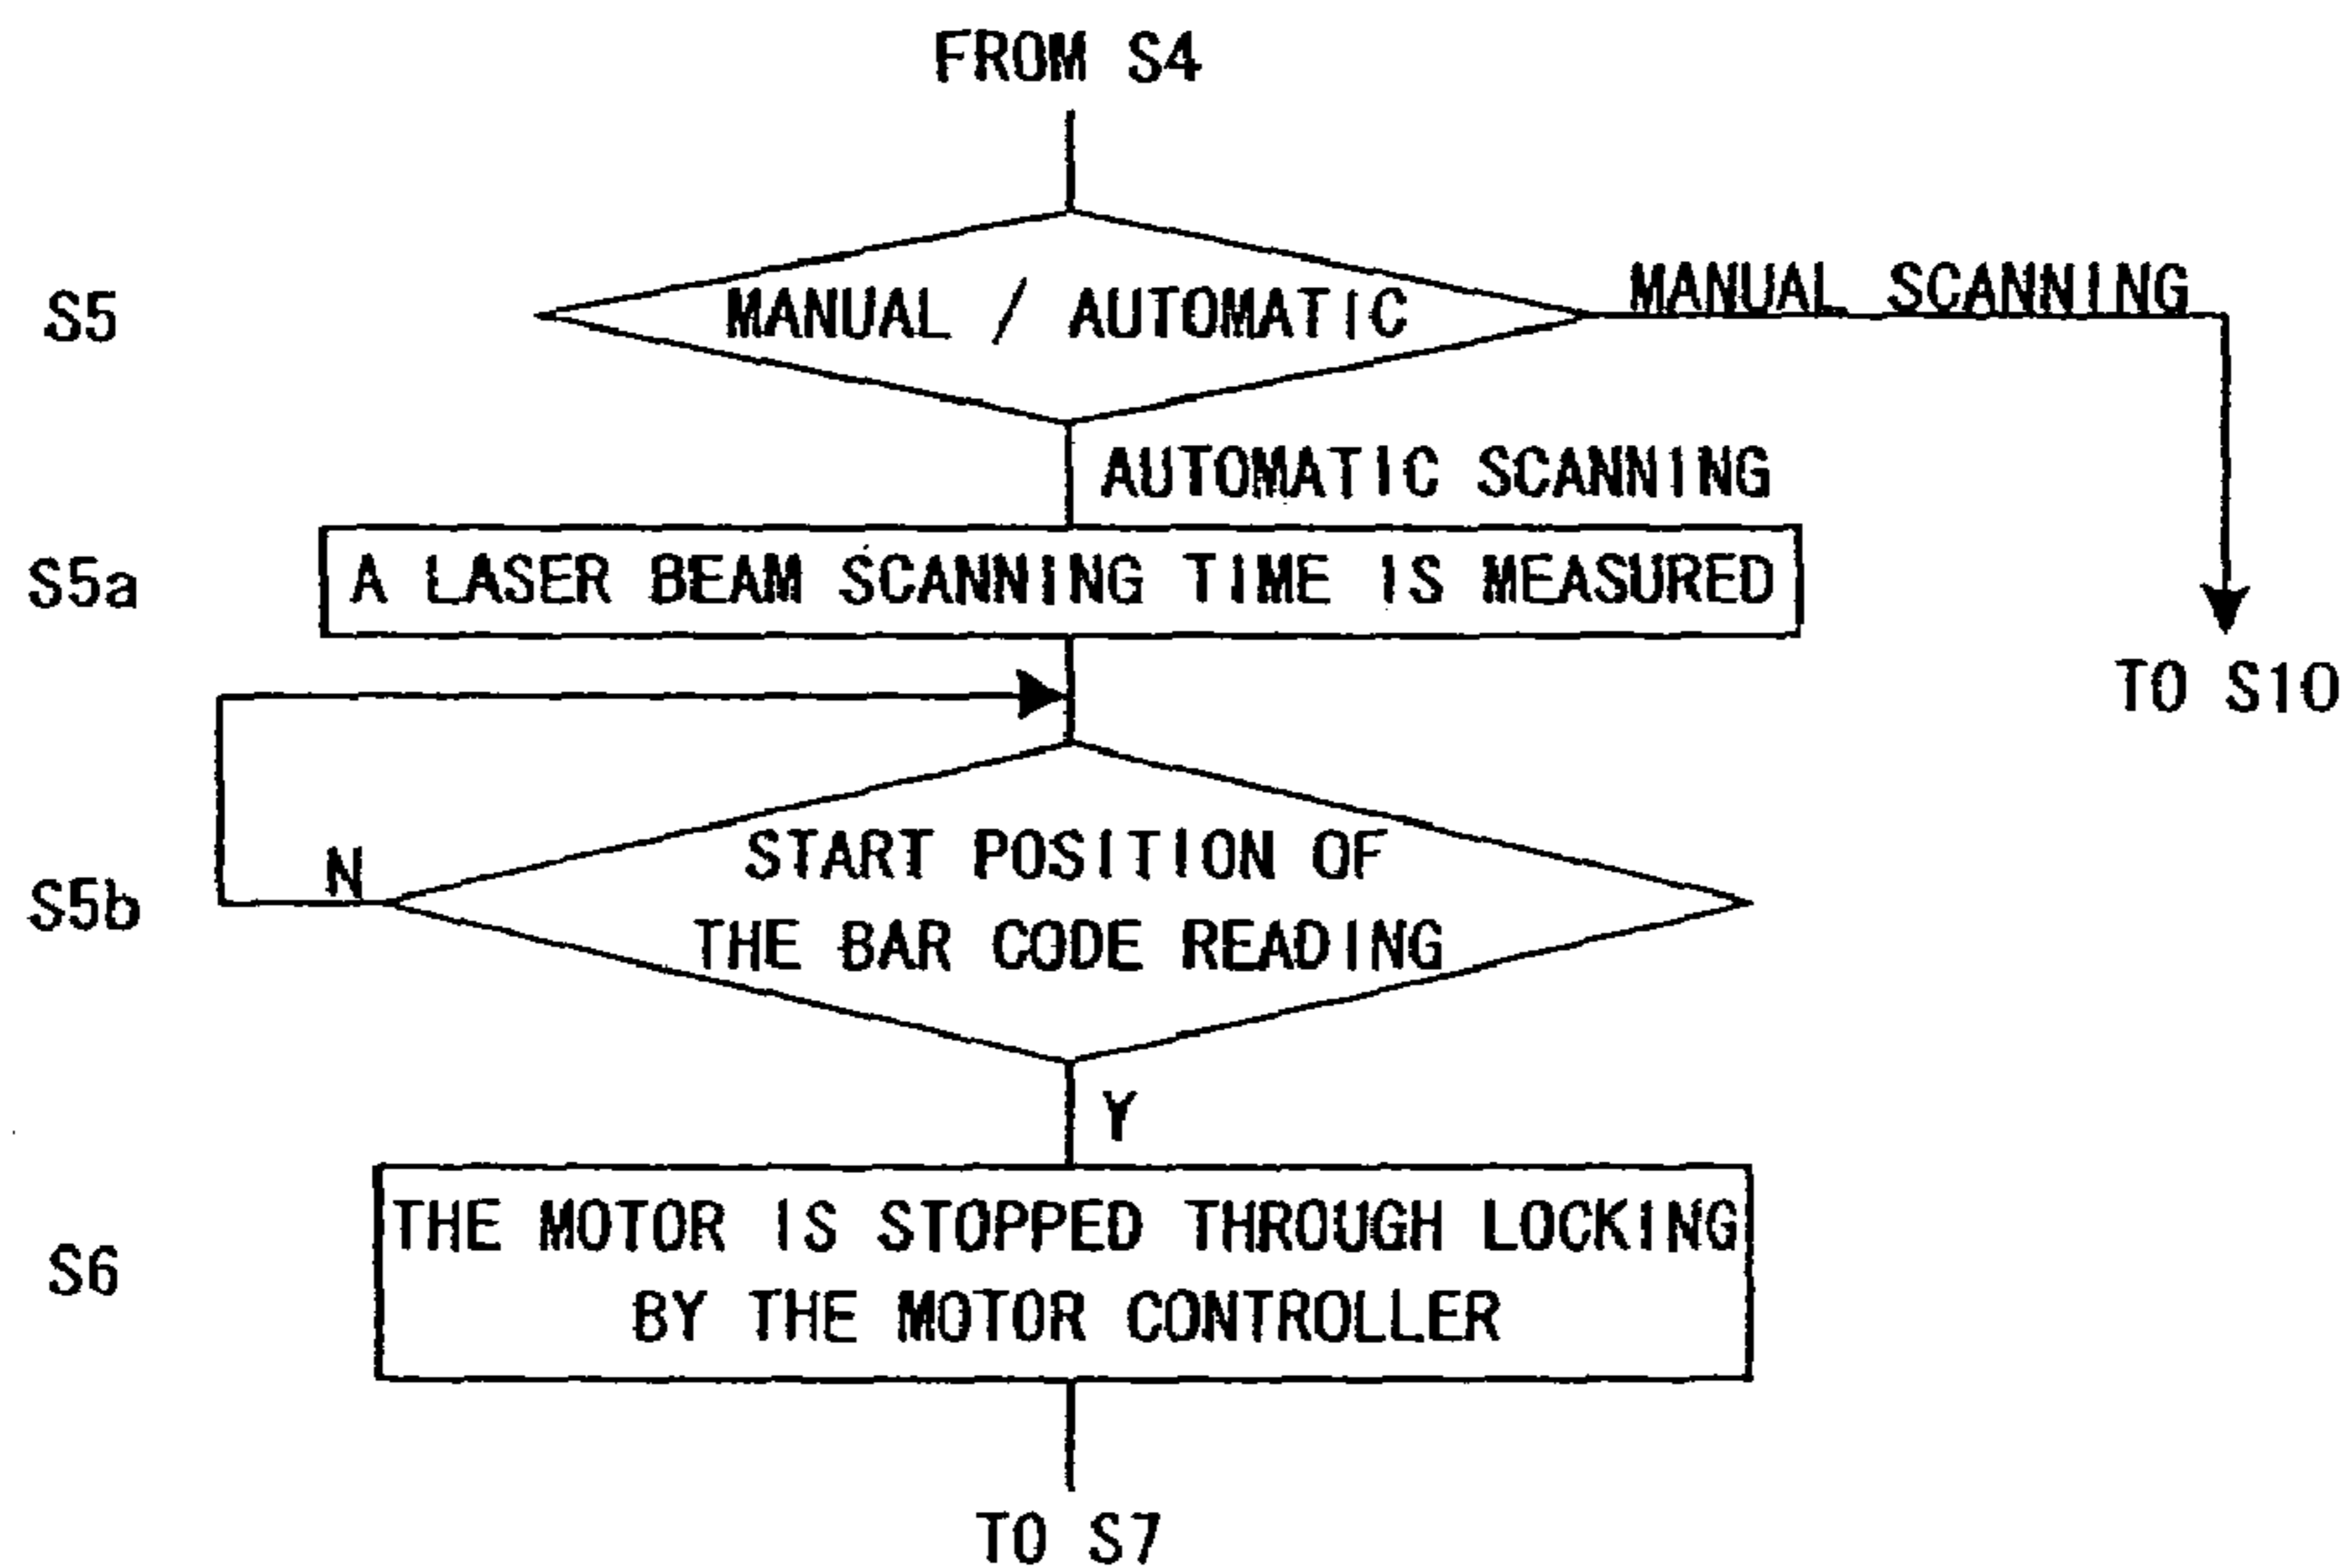 FROM S4
S5
MANUAL / AUTOMATIC
MANUAL SCANNING
AUTOMATIC SCANNING
S5a
A LASER BEAM SCANNING TIME IS MEASURED
TO S10
START POSITION OF
S5b
N
THE BAR CODE READING
Y
THE MOTOR IS STOPPED THROUGH LOCKING
S6
BY THE MOTOR CONTROLLER
TO S7